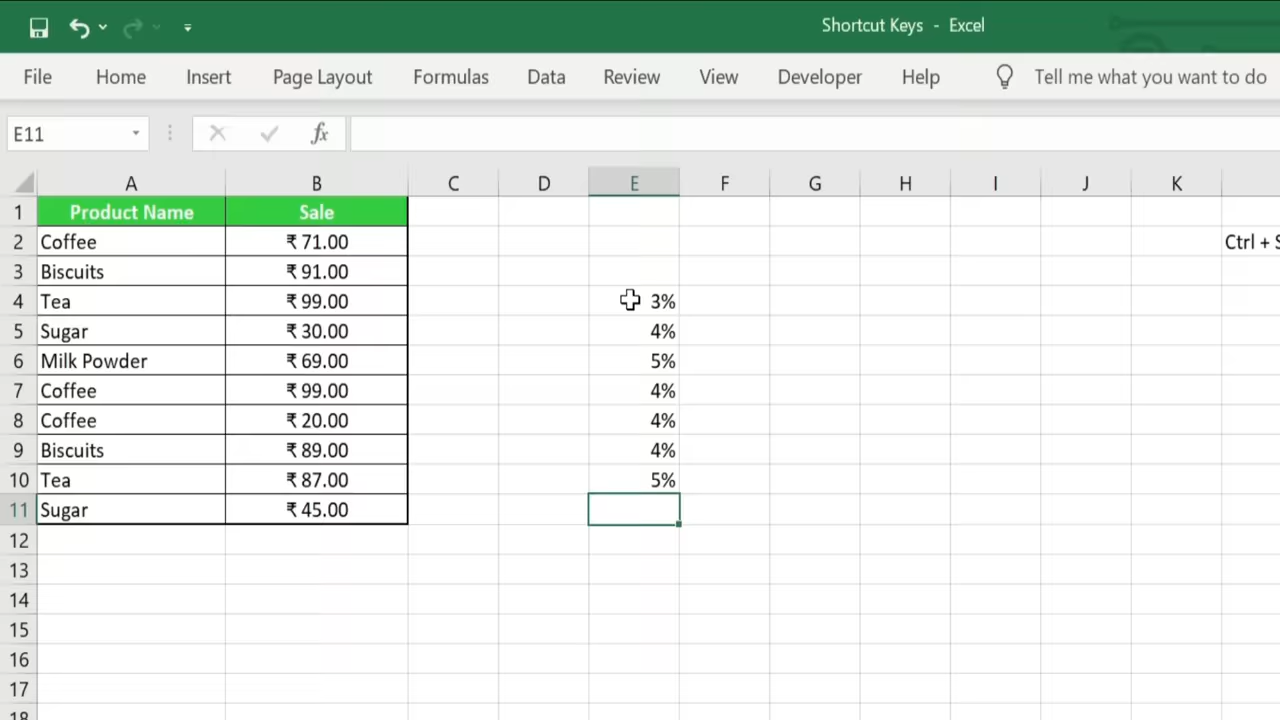 Shortcut Keys - Excel
File Home Insert Page Layout Formulas Data Review View Developer Help Tell me what you want to do
E11 fx
A B C D E F G H I J K
1 Product Name Sale
2 Coffee ₹ 71.00 Ctrl + S
3 Biscuits ₹ 91.00
4 Tea ₹ 99.00 3%
5 Sugar ₹ 30.00 4%
6 Milk Powder ₹ 69.00 5%
7 Coffee ₹ 99.00 4%
8 Coffee ₹ 20.00 4%
9 Biscuits ₹ 89.00 4%
10 Tea ₹ 87.00 5%
11 Sugar ₹ 45.00
12
13
14
15
16
17
18